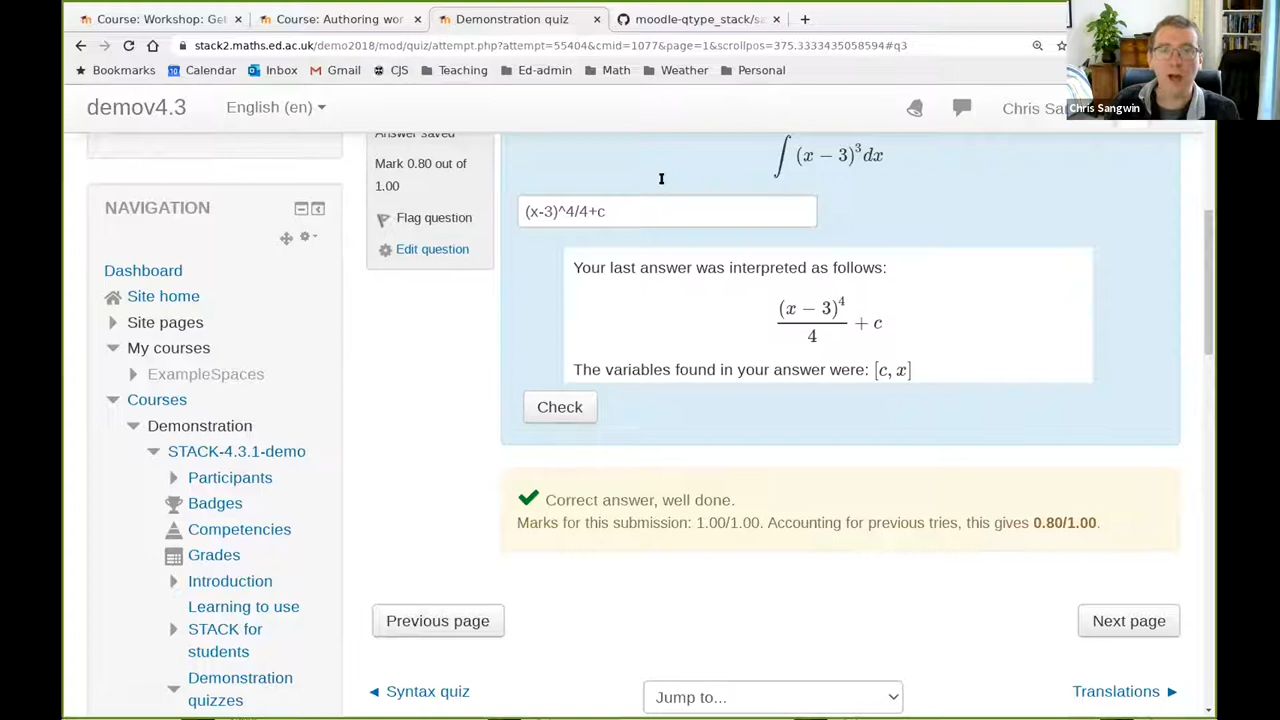 Course: Workshop: Get
Course: Authoring wor
Demonstration quiz
moodle-qtype_stack/sa
stack2.maths.ed.ac.uk/demo2018/mod/quiz/attempt.php?attempt=55404&cmid=1077&page=1&scrollpos=375.3333435058594#q3
Bookmarks
Calendar
Inbox
Gmail
CJS
Teaching
Ed-admin
Math
Weather
Personal
demov4.3
English (en)
Chris Sa
Chris Sangwin
Answer saved
Mark 0.80 out of
1.00
Flag question
Edit question
∫ (x − 3)³dx
(x-3)^4/4+c
Your last answer was interpreted as follows:
(x − 3)⁴
4
+ c
The variables found in your answer were: [c, x]
Check
Correct answer, well done.
Marks for this submission: 1.00/1.00. Accounting for previous tries, this gives 0.80/1.00.
Previous page
Next page
Syntax quiz
Jump to...
Translations
NAVIGATION
Dashboard
Site home
Site pages
My courses
ExampleSpaces
Courses
Demonstration
STACK-4.3.1-demo
Participants
Badges
Competencies
Grades
Introduction
Learning to use
STACK for
students
Demonstration
quizzes